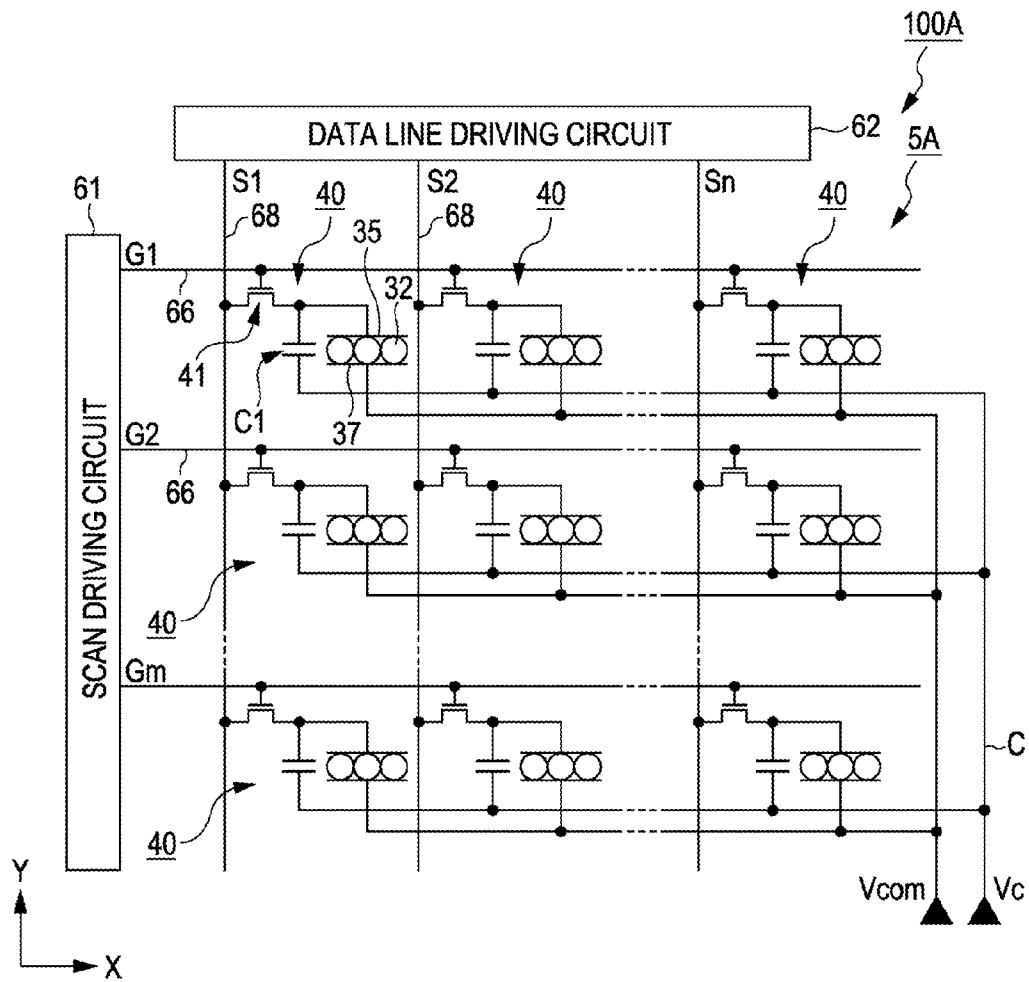 100A
DATA LINE DRIVING CIRCUIT
62
5A
61
S1
40
S2
40
Sn
40
68
68
35
32
G1
66
41
C1
37
G2
66
SCAN DRIVING CIRCUIT
40
Gm
C
40
Y
Vcom
Vc
X